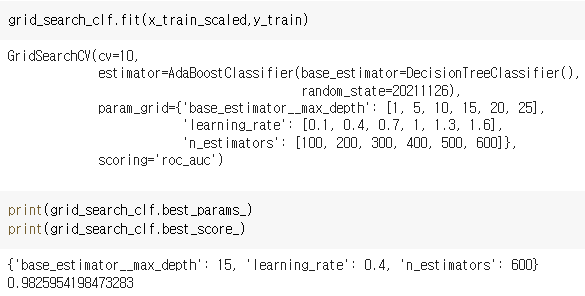 grid_search_clf.fit(x_train_scaled,y_train)
GridSearchCV(cv=10,
             estimator=AdaBoostClassifier(base_estimator=DecisionTreeClassifier(),
                                          random_state=20211126),
             param_grid={'base_estimator__max_depth': [1, 5, 10, 15, 20, 25],
                         'learning_rate': [0.1, 0.4, 0.7, 1, 1.3, 1.6],
                         'n_estimators': [100, 200, 300, 400, 500, 600]},
             scoring='roc_auc')
print(grid_search_clf.best_params_)
print(grid_search_clf.best_score_)
{'base_estimator__max_depth': 15, 'learning_rate': 0.4, 'n_estimators': 600}
0.9825954198473283